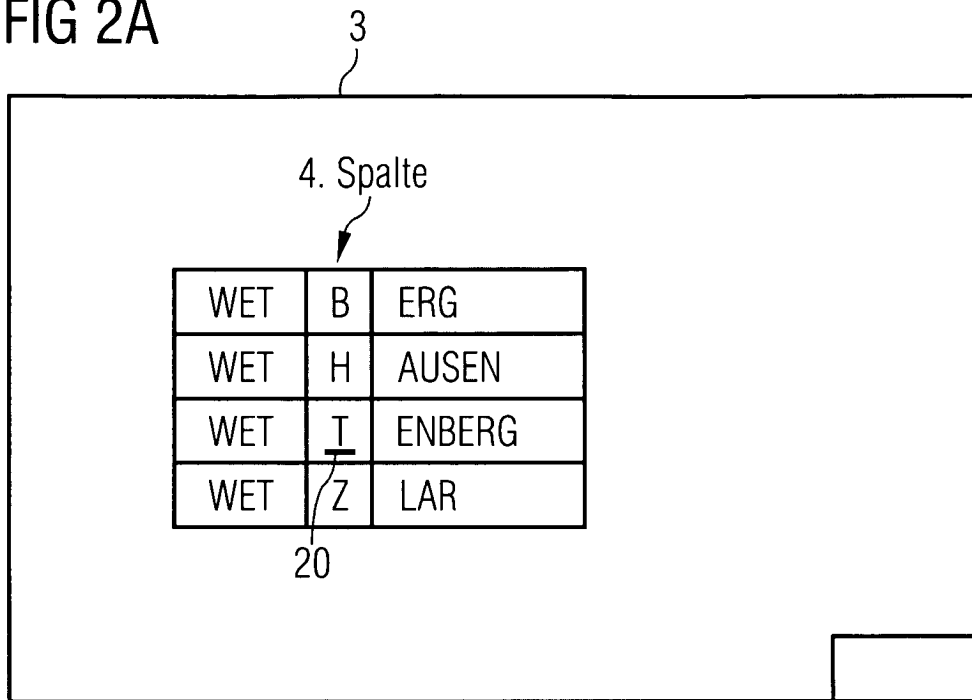 FIG 2A
3
4. Spalte
WET B ERG
WET H AUSEN
WET T ENBERG
WET Z LAR
20